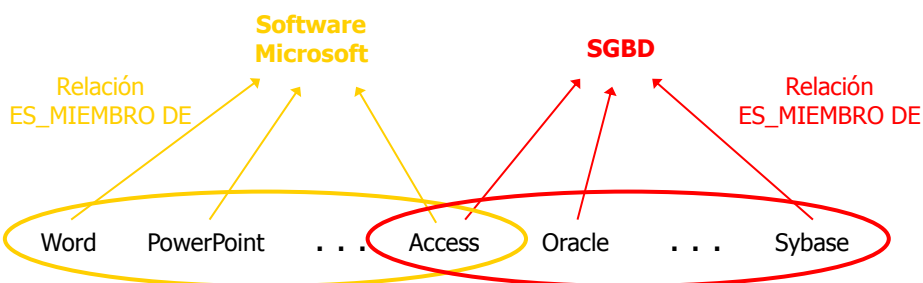 Software
Microsoft
SGBD
Relación
ES_MIEMBRO DE
Relación
ES_MIEMBRO DE
Word PowerPoint . . . Access Oracle . . . Sybase